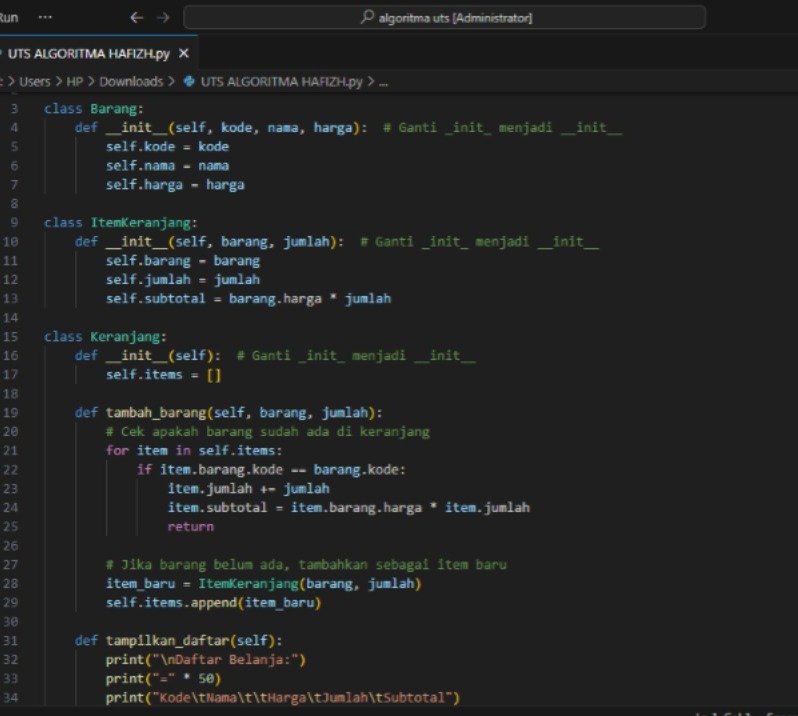 Run ... algoritma uts [Administrator]
UTS ALGORITMA HAFIZH.py
> Users > HP > Downloads > UTS ALGORITMA HAFIZH.py > ...
3 class Barang:
4 def __init__(self, kode, nama, harga): # Ganti _init_ menjadi __init__
5 self.kode = kode
6 self.nama = nama
7 self.harga = harga
8
9 class ItemKeranjang:
10 def __init__(self, barang, jumlah): # Ganti _init_ menjadi __init__
11 self.barang = barang
12 self.jumlah = jumlah
13 self.subtotal = barang.harga * jumlah
14
15 class Keranjang:
16 def __init__(self): # Ganti _init_ menjadi __init__
17 self.items = []
18
19 def tambah_barang(self, barang, jumlah):
20 # Cek apakah barang sudah ada di keranjang
21 for item in self.items:
22 if item.barang.kode == barang.kode:
23 item.jumlah += jumlah
24 item.subtotal = item.barang.harga * item.jumlah
25 return
26
27 # Jika barang belum ada, tambahkan sebagai item baru
28 item_baru = ItemKeranjang(barang, jumlah)
29 self.items.append(item_baru)
30
31 def tampilkan_daftar(self):
32 print("\nDaftar Belanja:")
33 print("=" * 50)
34 print("Kode\tNama\t\tHarga\tJumlah\tSubtotal")